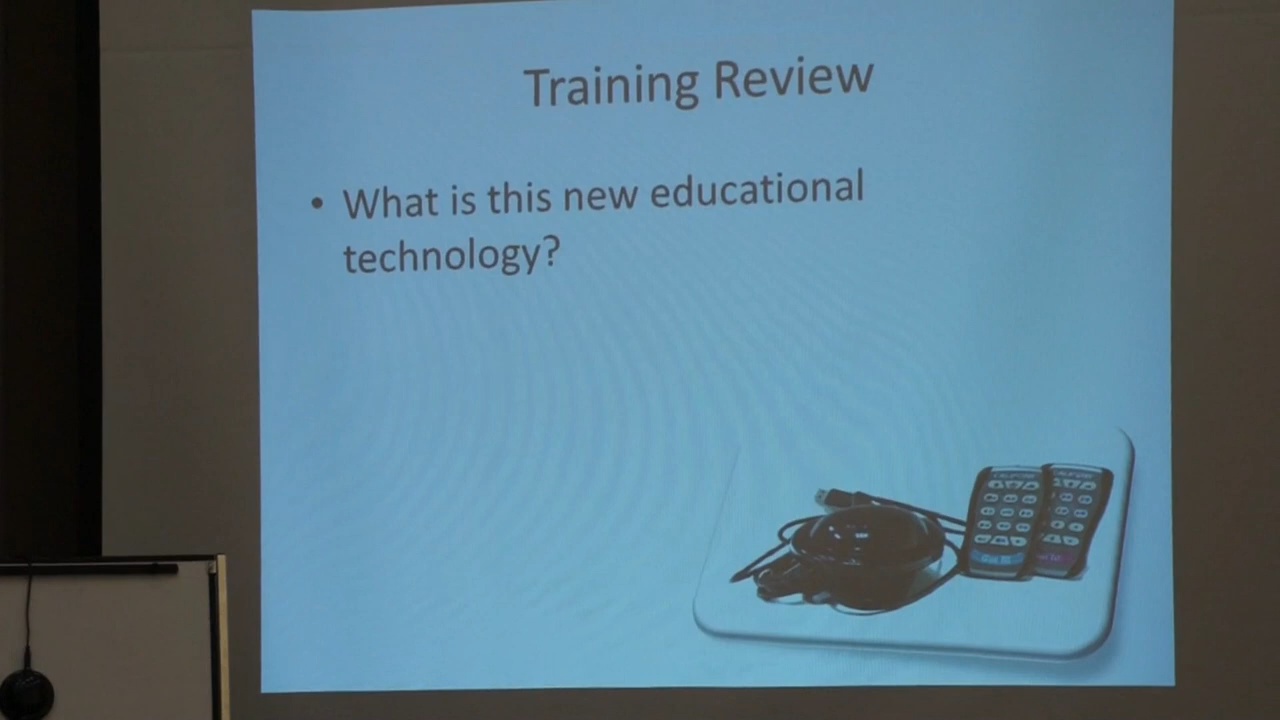 Training Review
• What is this new educational
technology?